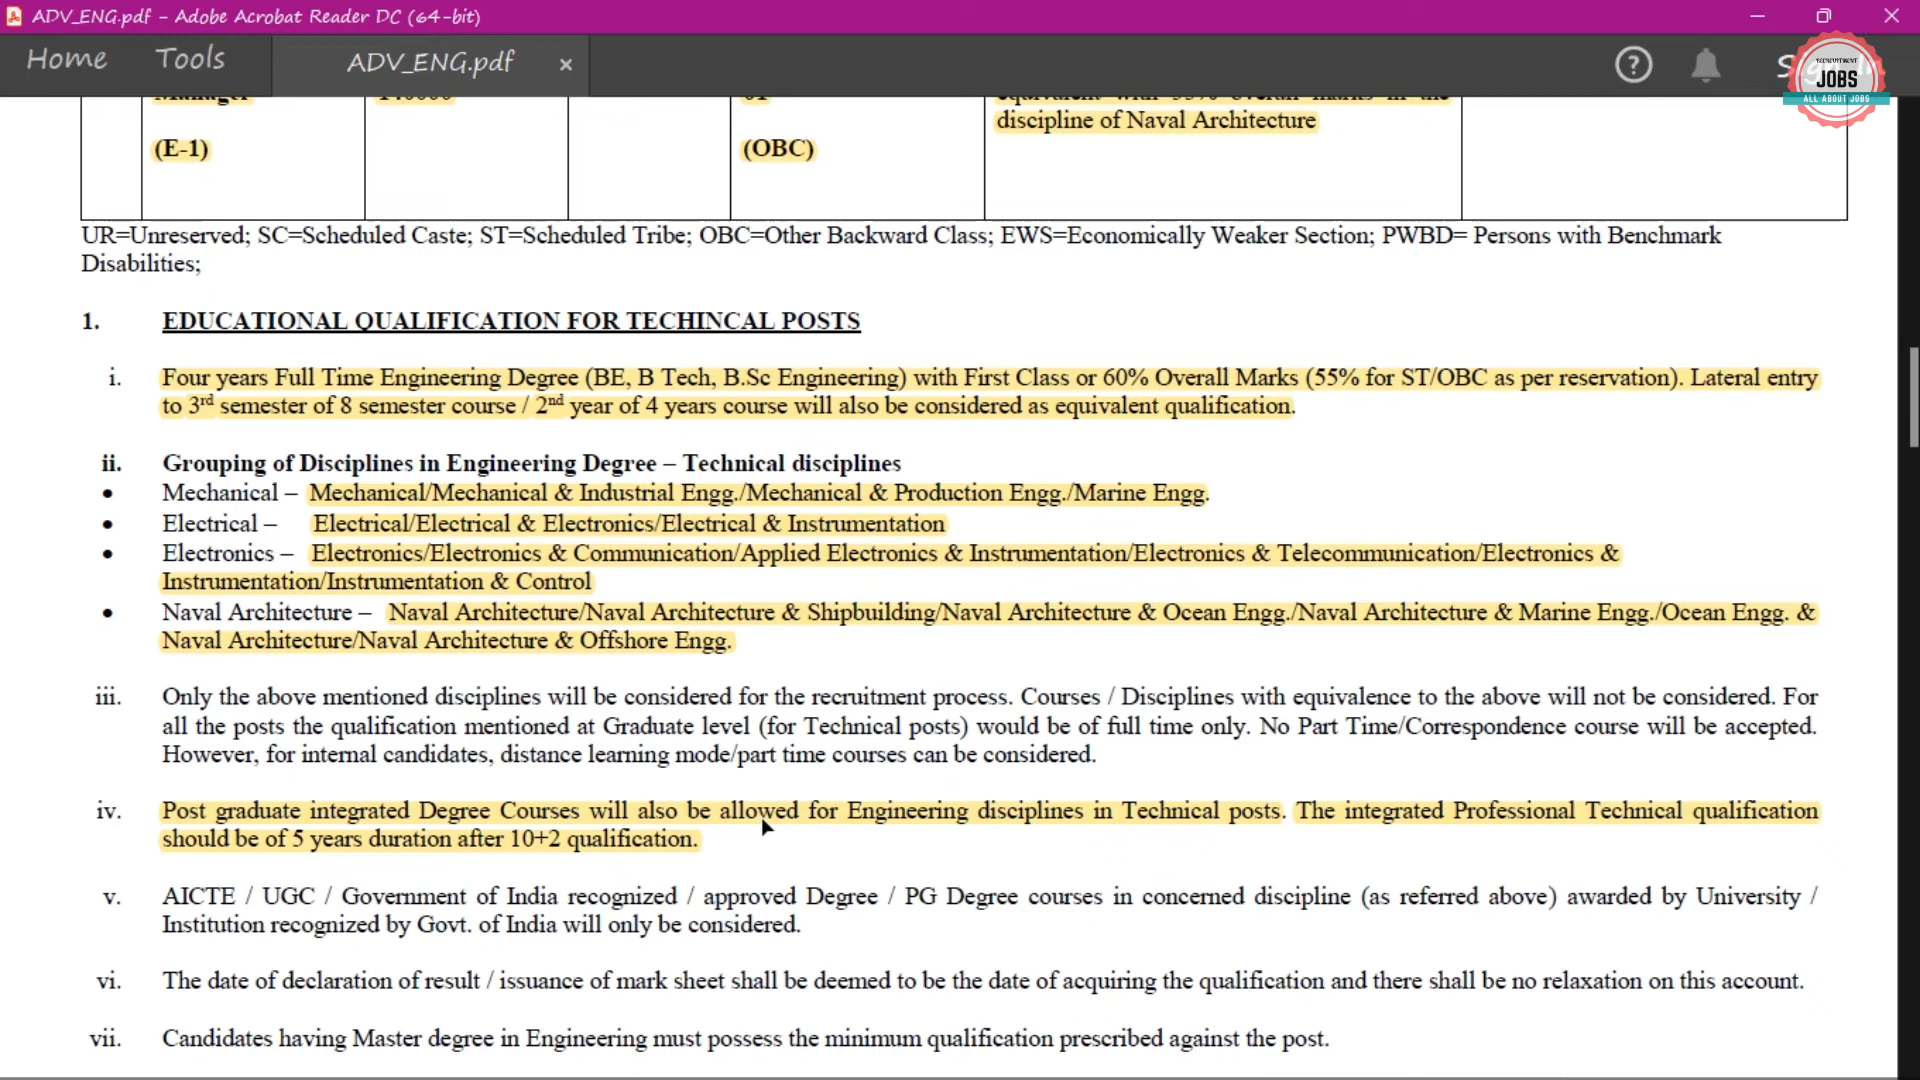 ADV_ENG.pdf - Adobe Acrobat Reader DC (64-bit)
Home Tools ADV_ENG.pdf ×
?
RECRUITMENT
JOBS
ALL ABOUT JOBS
Manager
(E-1)
(OBC)
discipline of Naval Architecture
UR=Unreserved; SC=Scheduled Caste; ST=Scheduled Tribe; OBC=Other Backward Class; EWS=Economically Weaker Section; PWBD= Persons with Benchmark
Disabilities;
1. EDUCATIONAL QUALIFICATION FOR TECHINCAL POSTS
i. Four years Full Time Engineering Degree (BE, B Tech, B.Sc Engineering) with First Class or 60% Overall Marks (55% for ST/OBC as per reservation). Lateral entry
to 3rd semester of 8 semester course / 2nd year of 4 years course will also be considered as equivalent qualification.
ii. Grouping of Disciplines in Engineering Degree – Technical disciplines
• Mechanical – Mechanical/Mechanical & Industrial Engg./Mechanical & Production Engg./Marine Engg.
• Electrical – Electrical/Electrical & Electronics/Electrical & Instrumentation
• Electronics – Electronics/Electronics & Communication/Applied Electronics & Instrumentation/Electronics & Telecommunication/Electronics &
Instrumentation/Instrumentation & Control
• Naval Architecture – Naval Architecture/Naval Architecture & Shipbuilding/Naval Architecture & Ocean Engg./Naval Architecture & Marine Engg./Ocean Engg. &
Naval Architecture/Naval Architecture & Offshore Engg.
iii. Only the above mentioned disciplines will be considered for the recruitment process. Courses / Disciplines with equivalence to the above will not be considered. For
all the posts the qualification mentioned at Graduate level (for Technical posts) would be of full time only. No Part Time/Correspondence course will be accepted.
However, for internal candidates, distance learning mode/part time courses can be considered.
iv. Post graduate integrated Degree Courses will also be allowed for Engineering disciplines in Technical posts. The integrated Professional Technical qualification
should be of 5 years duration after 10+2 qualification.
v. AICTE / UGC / Government of India recognized / approved Degree / PG Degree courses in concerned discipline (as referred above) awarded by University /
Institution recognized by Govt. of India will only be considered.
vi. The date of declaration of result / issuance of mark sheet shall be deemed to be the date of acquiring the qualification and there shall be no relaxation on this account.
vii. Candidates having Master degree in Engineering must possess the minimum qualification prescribed against the post.